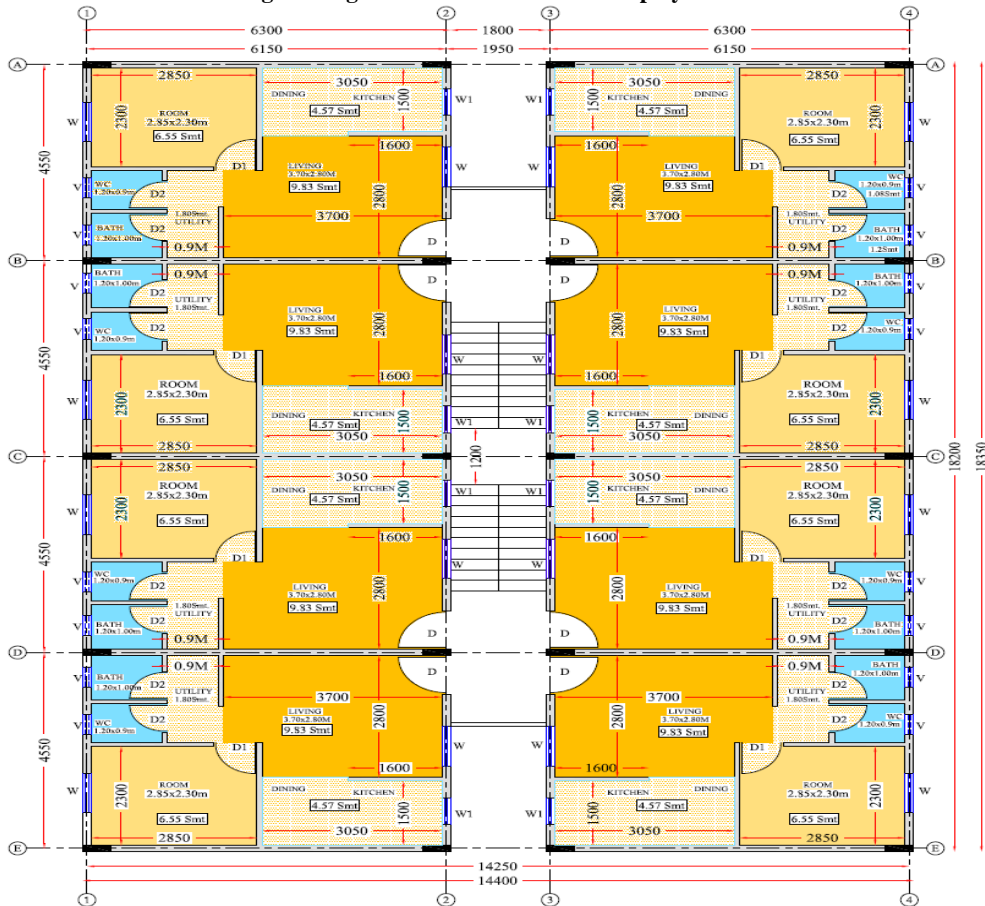 1 2 3 4
6300 1800 6300
6150 1950 6150
A A
2850 3050 3050 2850
DINING KITCHEN W1 W1 DINING KITCHEN
4.57 Smt 4.57 Smt
W 2300 ROOM 1500 1500 ROOM 2300 W
2.85x2.30m 2.85x2.30m
6.55 Smt 6.55 Smt
1600 1600
4550 D1 LIVING W W LIVING D1
3.70x2.80M 3.70x2.80M
9.83 Smt 9.83 Smt
V WC D2 2800 2800 D2 WC V
1.20x0.9m 1.20x0.9m
1.08Smt
1.80Smt. 3700 3700 1.80Smt.
UTILITY UTILITY
V BATH D2 D2 BATH V
1.20x1.00m 1.20x1.00m
0.9M D D 0.9M 1.2Smt
B B
BATH 0.9M D D 0.9M BATH
V 1.20x1.00m D2 D2 1.20x1.00m V
UTILITY LIVING LIVING UTILITY
1.80Smt. 3.70x2.80M 3.70x2.80M 1.80Smt.
9.83 Smt 9.83 Smt
V WC D2 2800 2800 D2 WC V
1.20x0.9m 1.20x0.9m
4550 D1 W W D1
1600 1600
W 2300 ROOM 1500 1500 ROOM 2300 W
2.85x2.30m 2.85x2.30m
DINING KITCHEN W1 W1 DINING KITCHEN
6.55 Smt 4.57 Smt 4.57 Smt 6.55 Smt
2850 3050 3050 2850
C 1200 C 18200 18350
2850 3050 3050 2850
ROOM DINING KITCHEN W1 W1 DINING KITCHEN ROOM
2.85x2.30m 4.57 Smt 4.57 Smt 2.85x2.30m
W 2300 6.55 Smt 1500 1500 6.55 Smt 2300 W
1600 1600
4550 D1 W W D1
V WC D2 LIVING 2800 2800 LIVING D2 WC V
1.20x0.9m 3.70x2.80M 3.70x2.80M 1.20x0.9m
1.80Smt. 9.83 Smt 9.83 Smt 1.80Smt.
UTILITY UTILITY
V BATH D2 D2 BATH V
1.20x1.00m 1.20x1.00m
0.9M D D 0.9M
D D
BATH 0.9M D D 0.9M BATH
V 1.20x1.00m D2 D2 1.20x1.00m V
UTILITY 3700 3700 UTILITY
1.80Smt. 1.80Smt.
V WC D2 LIVING 2800 2800 LIVING D2 WC V
1.20x0.9m 3.70x2.80M 3.70x2.80M 1.20x0.9m
9.83 Smt 9.83 Smt
4550 D1 W W D1
1600 1600
W 2300 ROOM 1500 1500 ROOM 2300 W
2.85x2.30m 2.85x2.30m
DINING KITCHEN W1 W1 DINING KITCHEN
6.55 Smt 4.57 Smt 4.57 Smt 6.55 Smt
2850 3050 3050 2850
E E
14250
14400
1 2 3 4